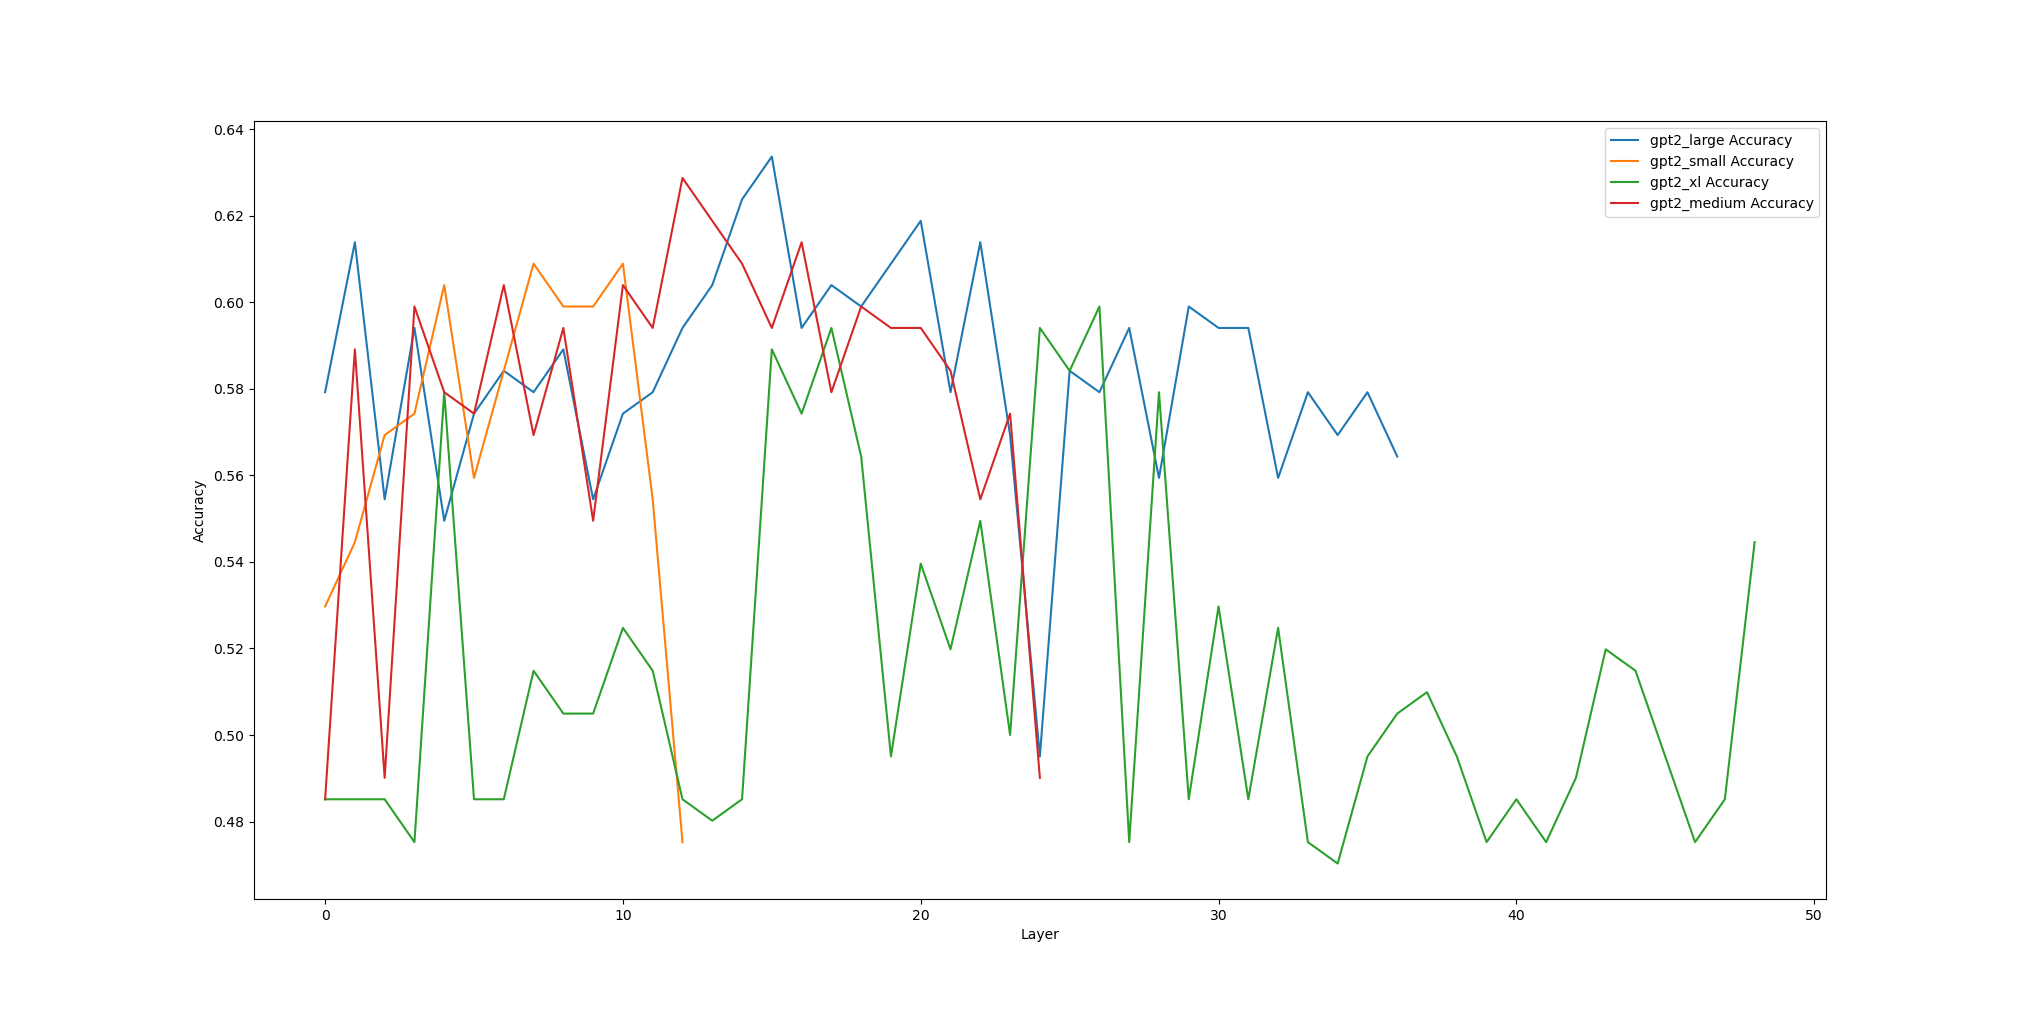 gpt2_large Accuracy
gpt2_small Accuracy
gpt2_xl Accuracy
gpt2_medium Accuracy
Accuracy
0.64
0.62
0.60
0.58
0.56
0.54
0.52
0.50
0.48
0 10 20 30 40 50
Layer